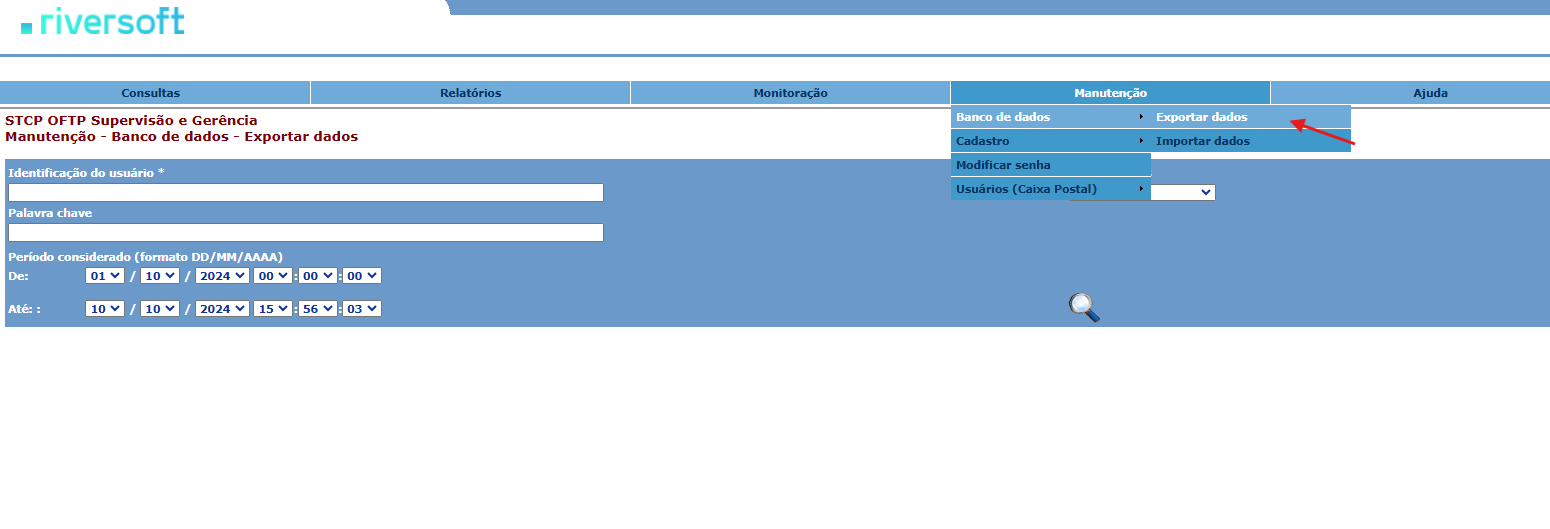 riversoft
Consultas Relatórios Monitoração Manutenção Ajuda
STCP OFTP Supervisão e Gerência
Manutenção - Banco de dados - Exportar dados
Banco de dados Exportar dados
Cadastro Importar dados
Modificar senha
Usuários (Caixa Postal)
Identificação do usuário *
Palavra chave
Período considerado (formato DD/MM/AAAA)
De: 01 / 10 / 2024 00 : 00 : 00
Até: : 10 / 10 / 2024 15 : 56 : 03